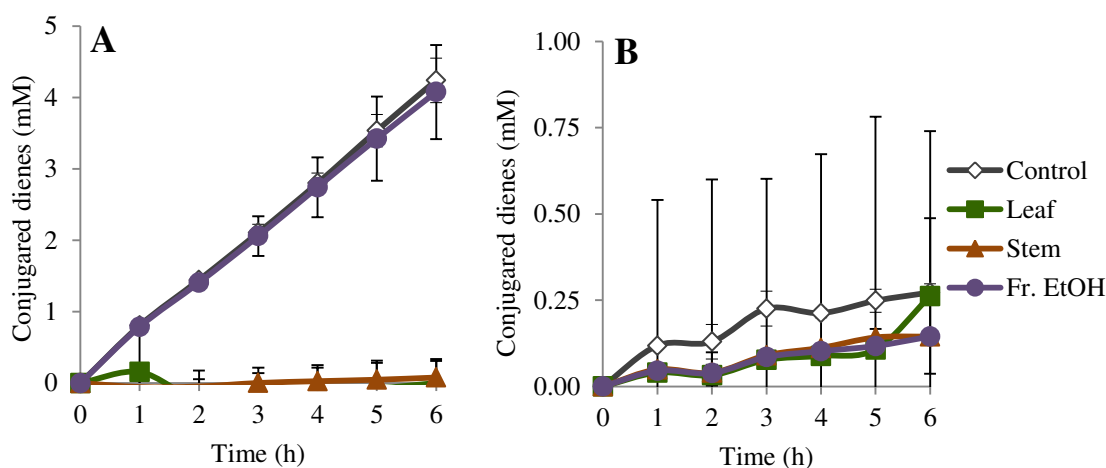 A
Conjugared dienes (mM)
5
4
3
2
1
0
0 1 2 3 4 5 6
Time (h)
B
Conjugared dienes (mM)
1.00
0.75
0.50
0.25
0.00
0 1 2 3 4 5 6
Time (h)
Control
Leaf
Stem
Fr. EtOH